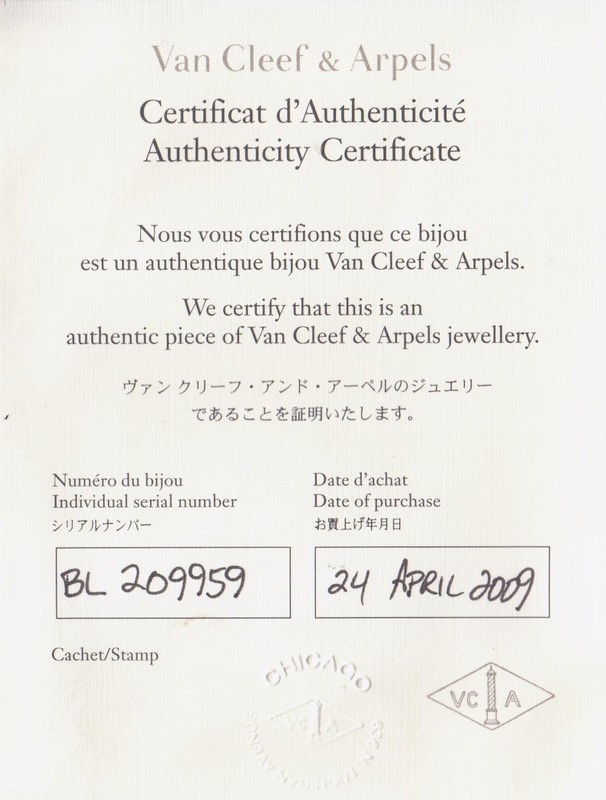 Van Cleef & Arpels
Certificat d'Authenticité
Authenticity Certificate
Nous vous certifions que ce bijou
est un authentique bijou Van Cleef & Arpels.
We certify that this is an
authentic piece of Van Cleef & Arpels jewellery.
ヴァン クリーフ・アンド・アーペルのジュエリー
であることを証明いたします。
Numéro du bijou
Individual serial number
シリアルナンバー
BL 209959
Date d'achat
Date of purchase
お買上げ年月日
24 APRIL 2009
Cachet/Stamp
CHICAGO
VC A
N. MICHIGAN AVENUE
VC A